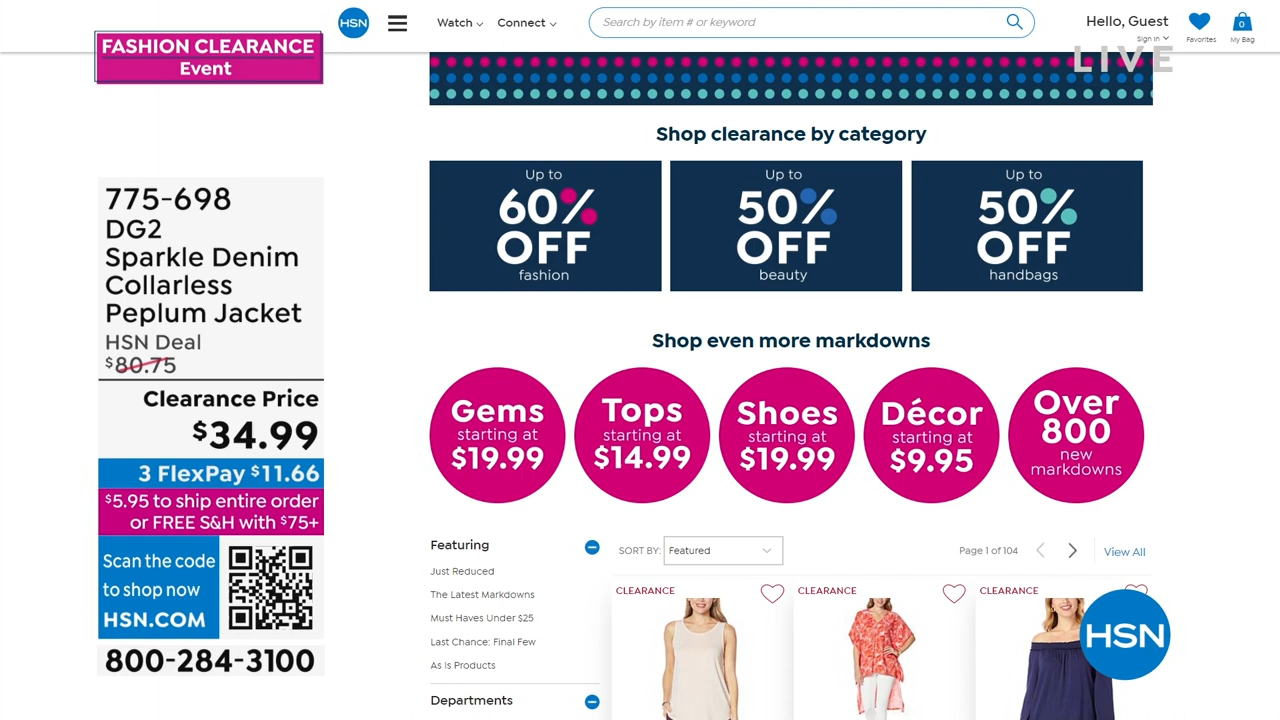 HSN
Watch
Connect
Search by item # or keyword
Hello, Guest
Sign In
Favorites
0
My Bag
LIVE
FASHION CLEARANCE
Event
775-698
DG2
Sparkle Denim
Collarless
Peplum Jacket
HSN Deal
$80.75
Clearance Price
$34.99
3 FlexPay $11.66
$5.95 to ship entire order
or FREE S&H with $75+
Scan the code
to shop now
HSN.COM
800-284-3100
Shop clearance by category
Up to
60%
OFF
fashion
Up to
50%
OFF
beauty
Up to
50%
OFF
handbags
Shop even more markdowns
Gems
starting at
$19.99
Tops
starting at
$14.99
Shoes
starting at
$19.99
Décor
starting at
$9.95
Over
800
new
markdowns
Featuring
Just Reduced
The Latest Markdowns
Must Haves Under $25
Last Chance: Final Few
As Is Products
Departments
SORT BY: Featured
Page 1 of 104
View All
CLEARANCE
CLEARANCE
CLEARANCE
HSN